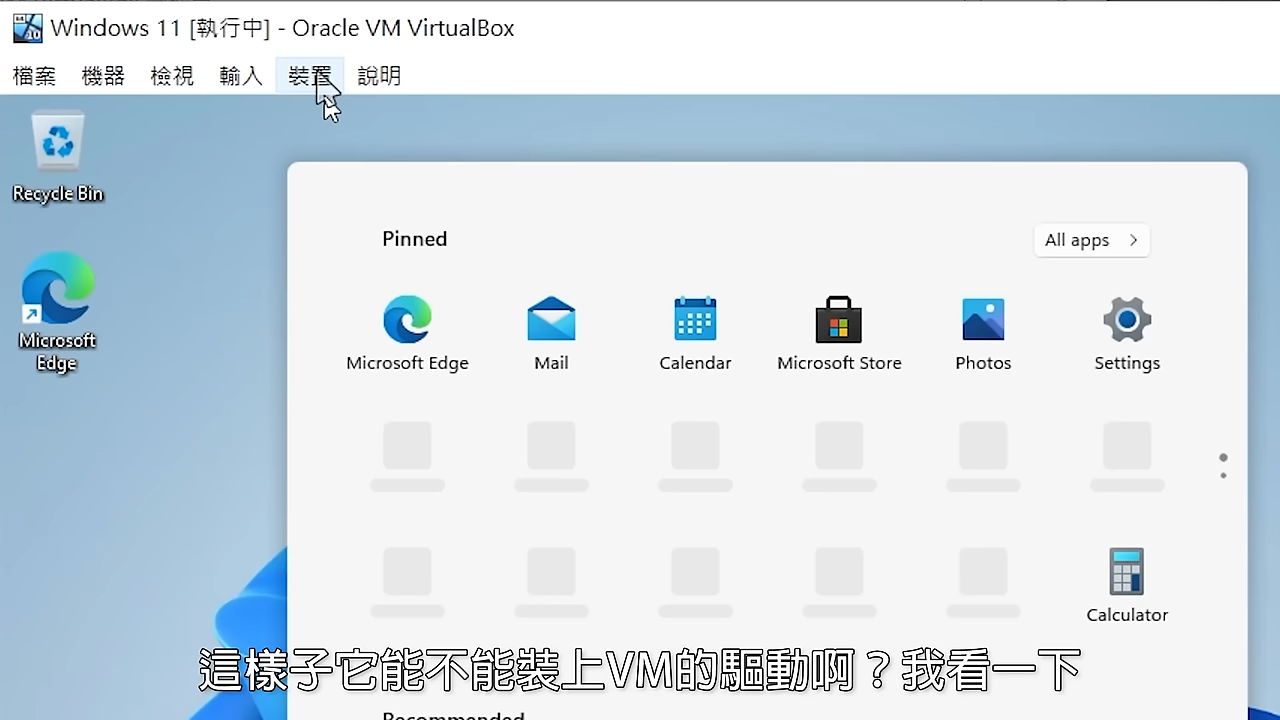 Windows 11 [執行中] - Oracle VM VirtualBox
檔案 機器 檢視 輸入 裝置 說明
Recycle Bin
Microsoft
Edge
Pinned
All apps
Microsoft Edge
Mail
Calendar
Microsoft Store
Photos
Settings
Calculator
這樣子它能不能裝上VM的驅動啊？我看一下
Recommended